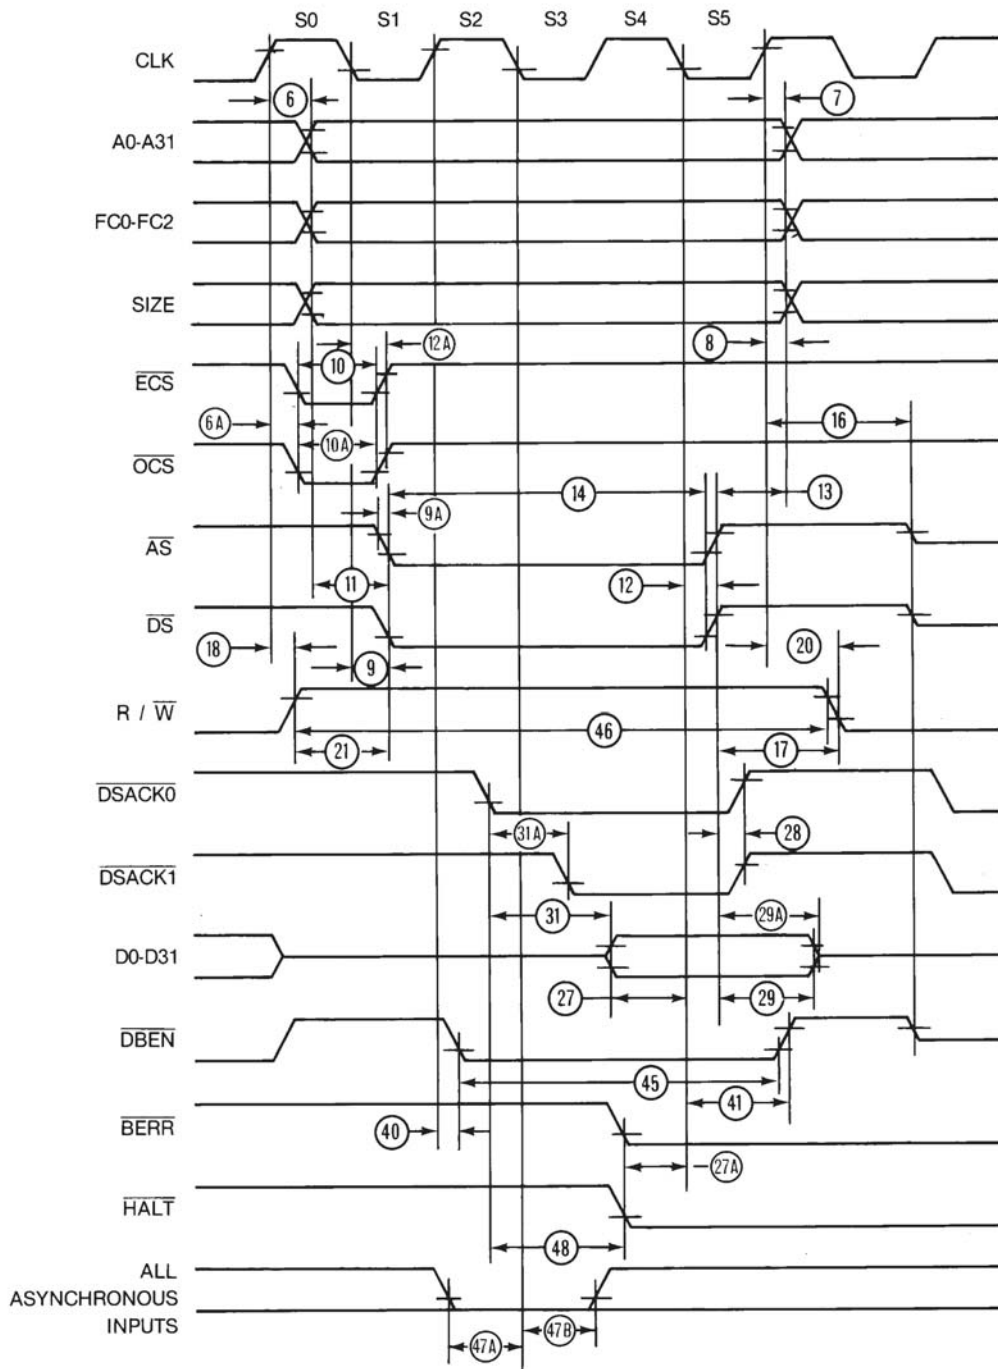 S0 S1 S2 S3 S4 S5
CLK
6 7
A0-A31
FC0-FC2
SIZE
12A 8
10
ECS
6A 10A 16
OCS
14 13
9A
AS
11 12
DS
18 9 20
R / W
46
21 17
DSACK0
31A 28
DSACK1
31 29A
D0-D31
27 29
DBEN
45
40 41
BERR
27A
HALT
48
ALL
ASYNCHRONOUS
INPUTS
47A 47B